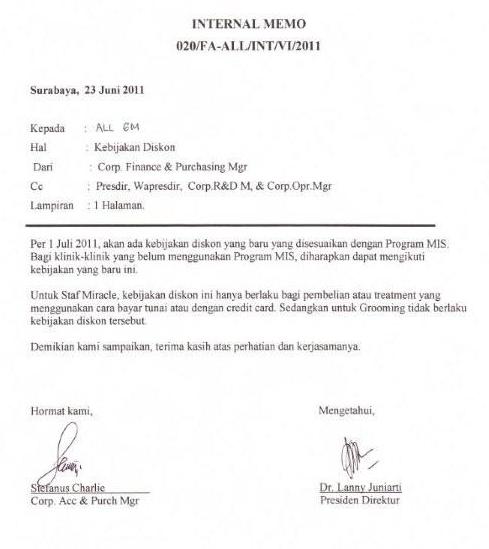 INTERNAL MEMO
020/FA-ALL/INT/VI/2011
Surabaya, 23 Juni 2011
Kepada : ALL GM
Hal : Kebijakan Diskon
Dari : Corp. Finance & Purchasing Mgr
Cc : Presdir, Wapresdir, Corp.R&D M, & Corp.Opr.Mgr
Lampiran : 1 Halaman.
Per 1 Juli 2011, akan ada kebijakan diskon yang baru yang disesuaikan dengan Program MIS.
Bagi klinik-klinik yang belum menggunakan Program MIS, diharapkan dapat mengikuti
kebijakan yang baru ini.
Untuk Staf Miracle, kebijakan diskon ini hanya berlaku bagi pembelian atau treatment yang
menggunakan cara bayar tunai atau dengan credit card. Sedangkan untuk Grooming tidak berlaku
kebijakan diskon tersebut.
Demikian kami sampaikan, terima kasih atas perhatian dan kerjasamanya.
Hormat kami, Mengetahui,
Stefanus Charlie Dr. Lanny Juniarti
Corp. Acc & Purch Mgr Presiden Direktur